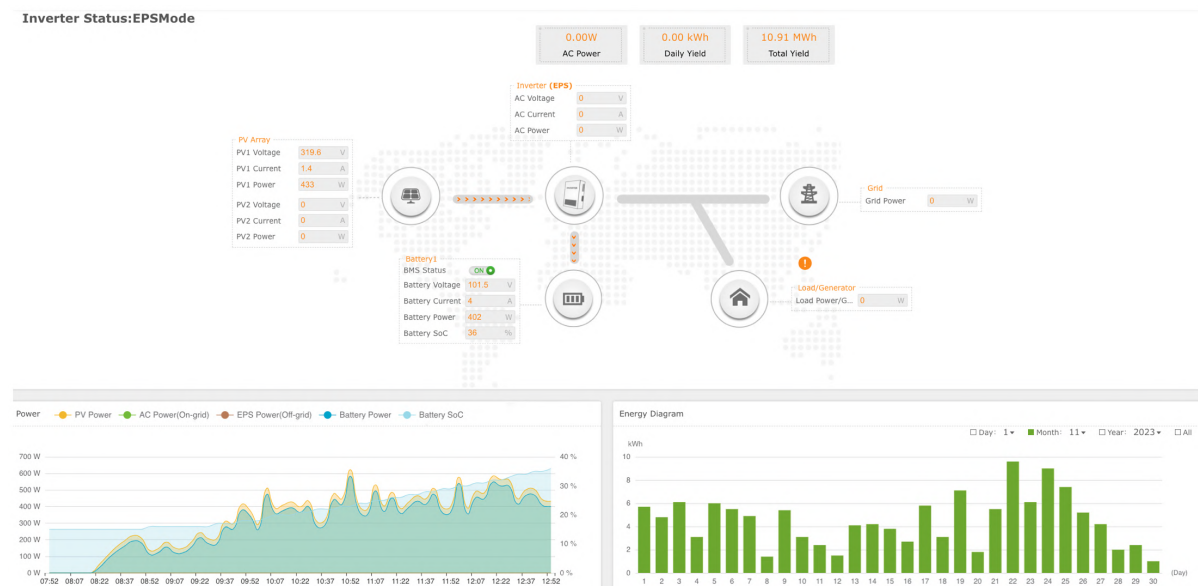 Inverter Status:EPSMode
0.00W
AC Power
0.00 kWh
Daily Yield
10.91 MWh
Total Yield
Inverter (EPS)
AC Voltage 0 V
AC Current 0 A
AC Power 0 W
PV Array
PV1 Voltage 319.6 V
PV1 Current 1.4 A
PV1 Power 433 W
PV2 Voltage 0 V
PV2 Current 0 A
PV2 Power 0 W
Grid
Grid Power 0 W
Battery1
BMS Status ON
Battery Voltage 101.5 V
Battery Current 4 A
Battery Power 402 W
Battery SoC 36 %
Load/Generator
Load Power/G... 0 W
Power PV Power AC Power(On-grid) EPS Power(Off-grid) Battery Power Battery SoC
700 W 40 %
600 W
500 W 30 %
400 W
300 W 20 %
200 W
100 W 10 %
0 W 0 %
07:52 08:07 08:22 08:37 08:52 09:07 09:22 09:37 09:52 10:07 10:22 10:37 10:52 11:07 11:22 11:37 11:52 12:07 12:22 12:37 12:52
Energy Diagram
Day: 1 Month: 11 Year: 2023 All
kWh
10
8
6
4
2
0
1 2 3 4 5 6 7 8 9 10 11 12 13 14 15 16 17 18 19 20 21 22 23 24 25 26 27 28 29 30 (Day)